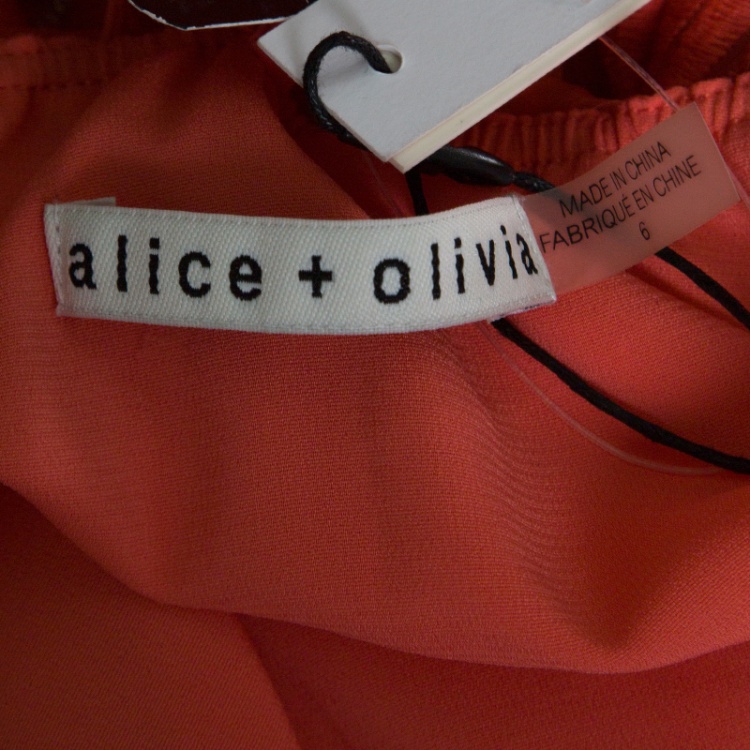 alice + olivia
MADE IN CHINA
FABRIQUÉ EN CHINE
6